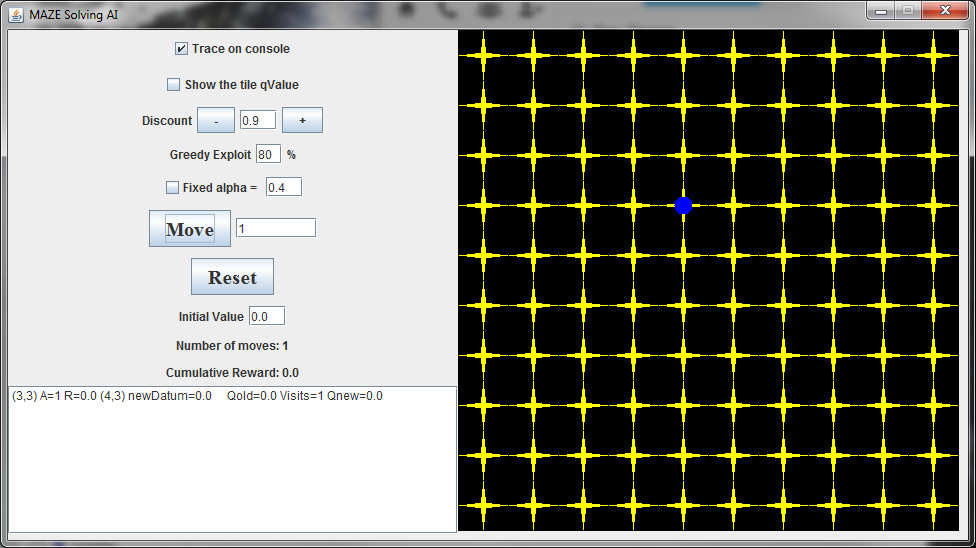 MAZE Solving AI
Trace on console
Show the tile qValue
Discount - 0.9 +
Greedy Exploit 80 %
Fixed alpha = 0.4
Move 1
Reset
Initial Value 0.0
Number of moves: 1
Cumulative Reward: 0.0
(3,3) A=1 R=0.0 (4,3) newDatum=0.0 Qold=0.0 Visits=1 Qnew=0.0